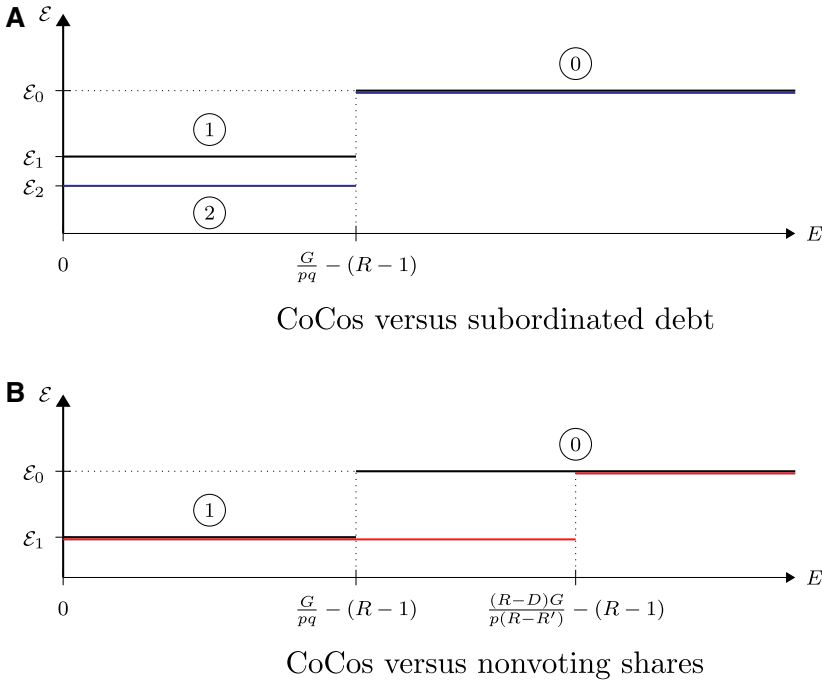 A
ℰ
0
ℰ₀
1
ℰ₁
ℰ₂
2
E
0
G/pq − (R − 1)
CoCos versus subordinated debt
B
ℰ
0
ℰ₀
1
ℰ₁
E
0
G/pq − (R − 1)
(R−D)G/p(R−R′) − (R − 1)
CoCos versus nonvoting shares